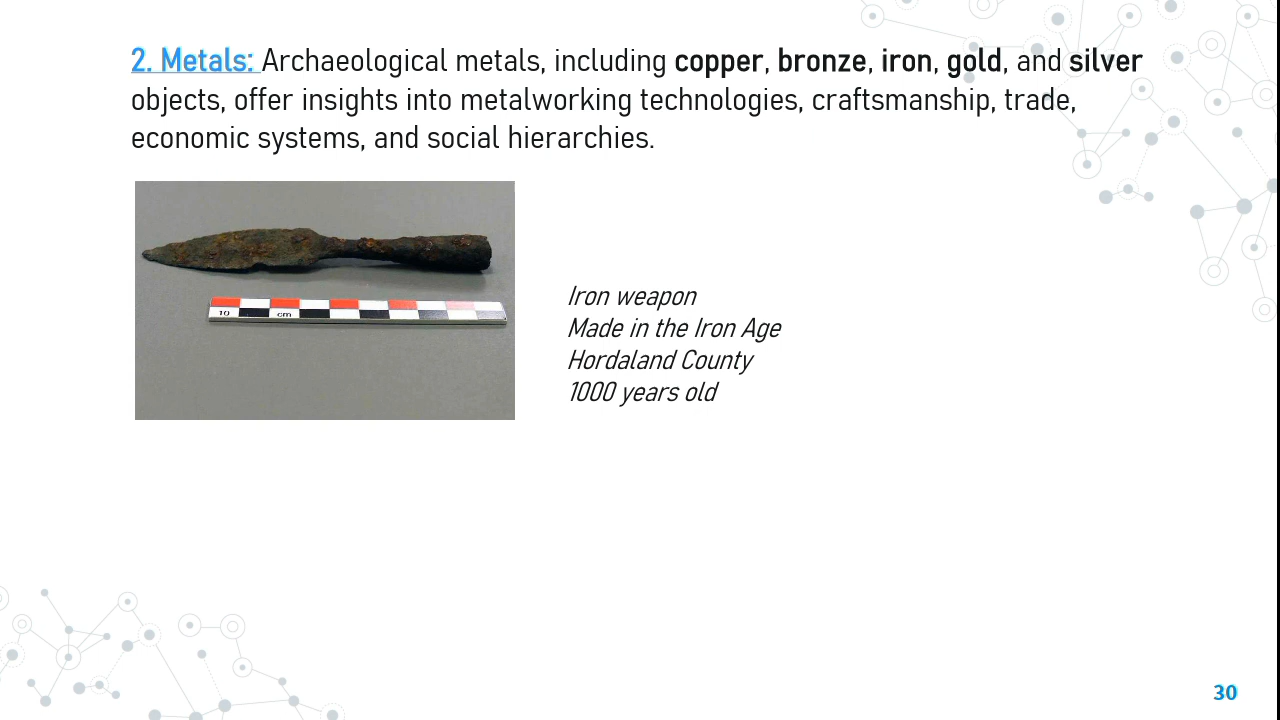 2. Metals: Archaeological metals, including copper, bronze, iron, gold, and silver
objects, offer insights into metalworking technologies, craftsmanship, trade,
economic systems, and social hierarchies.
10 cm
Iron weapon
Made in the Iron Age
Hordaland County
1000 years old
30